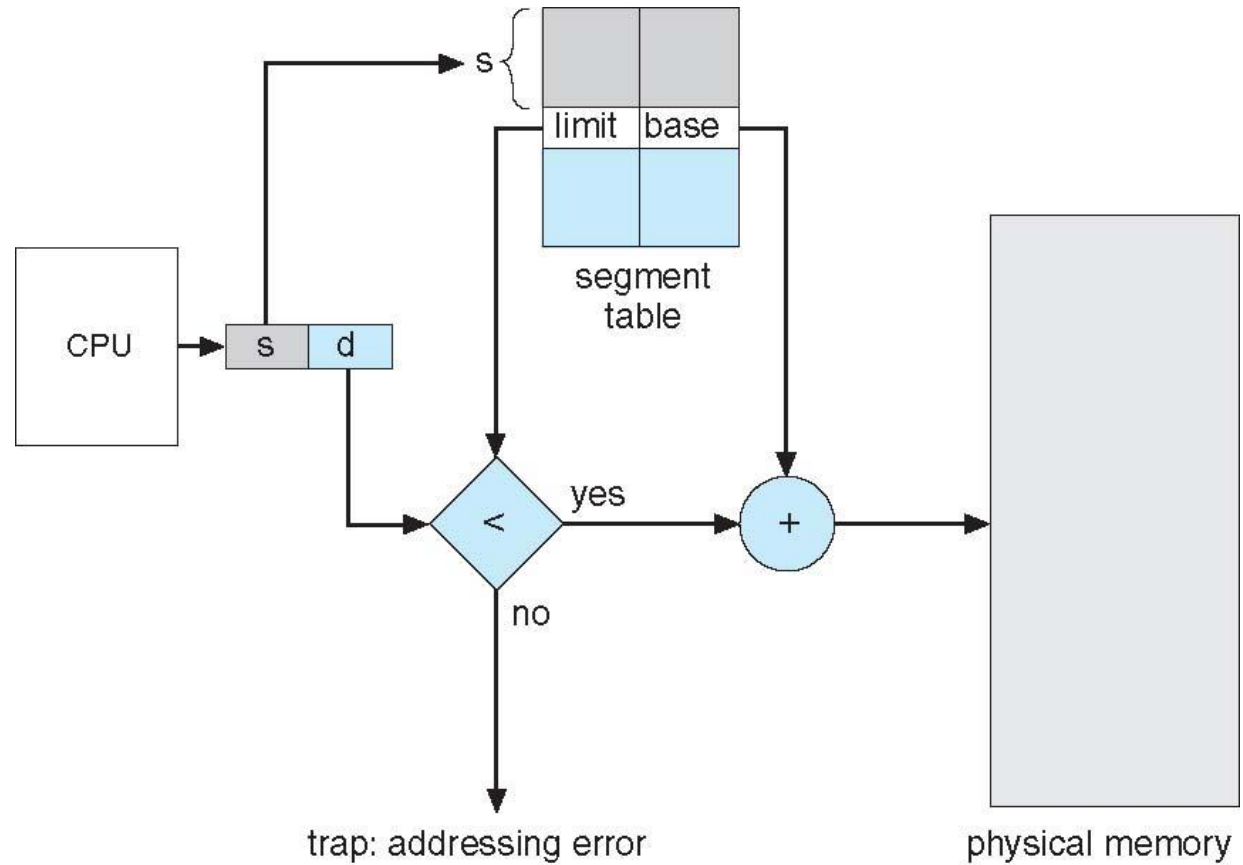 s
limit base
segment
table
CPU
s d
<
yes
+
no
trap: addressing error
physical memory